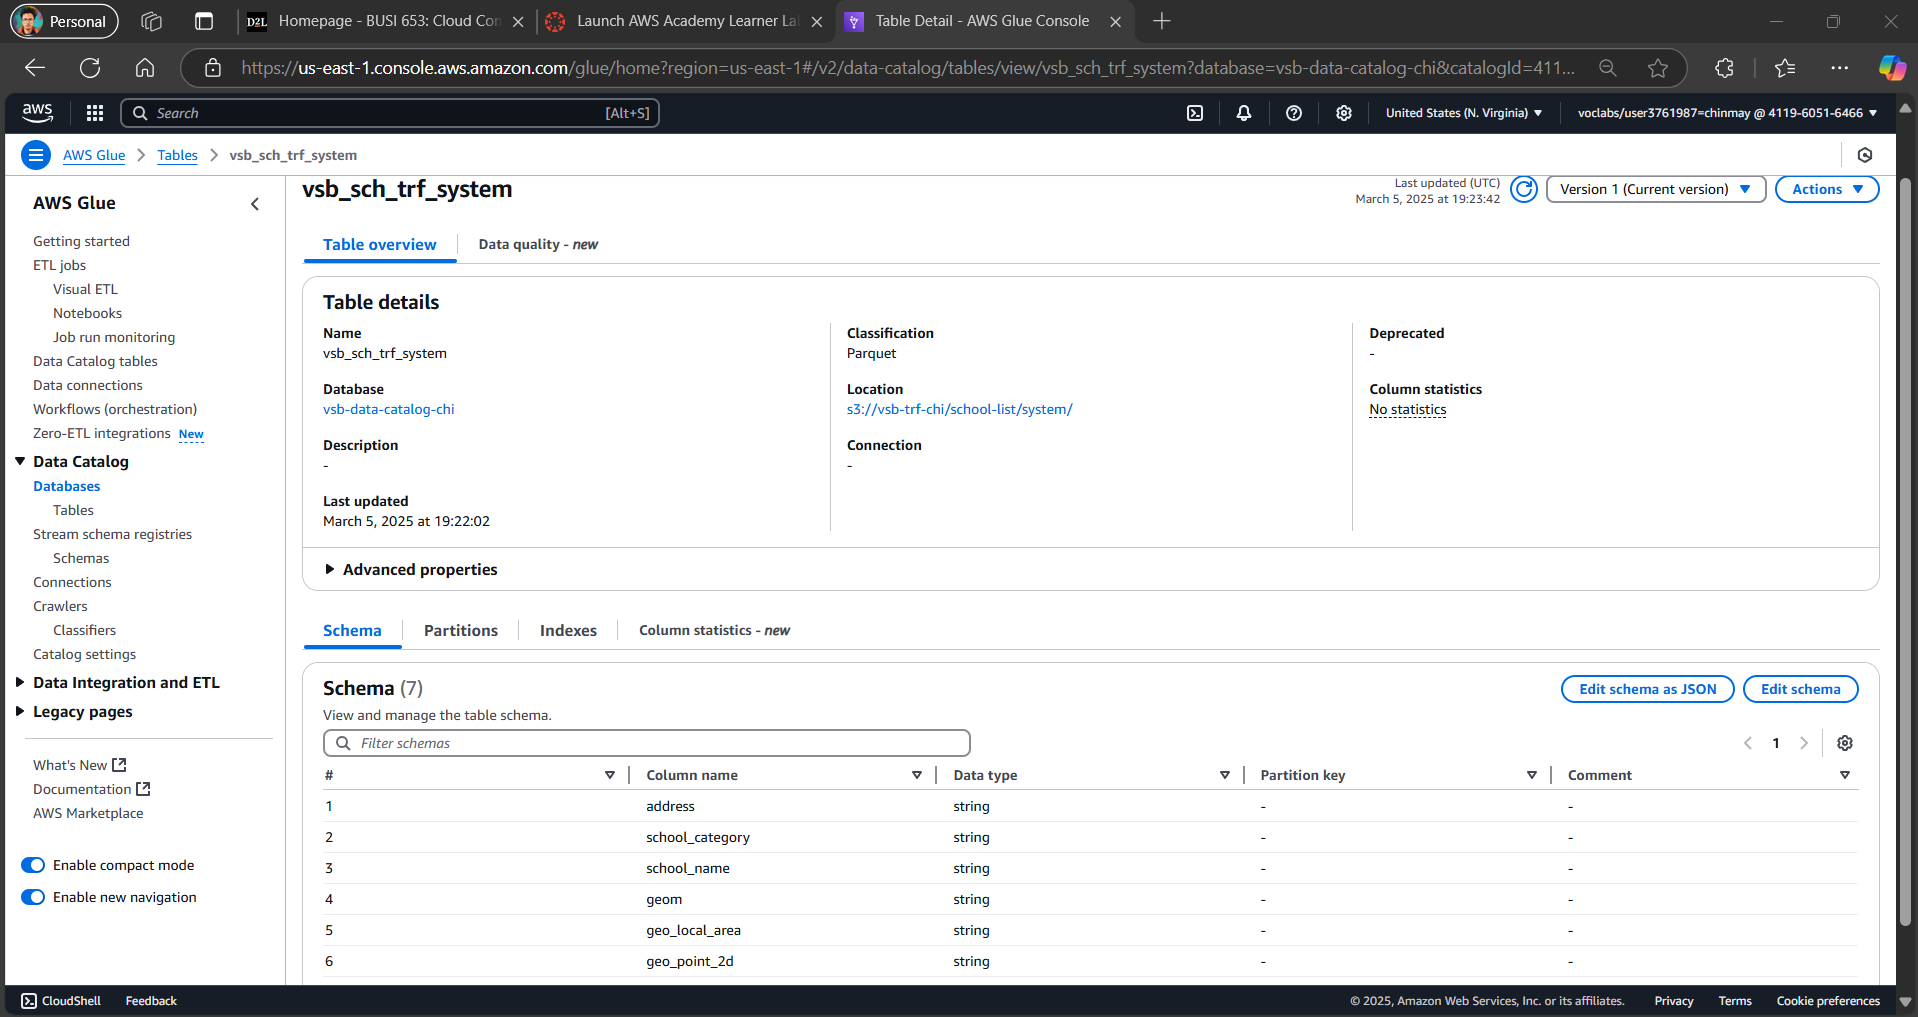 Personal
D2L Homepage - BUSI 653: Cloud Com
Launch AWS Academy Learner La
Table Detail - AWS Glue Console
https://us-east-1.console.aws.amazon.com/glue/home?region=us-east-1#/v2/data-catalog/tables/view/vsb_sch_trf_system?database=vsb-data-catalog-chi&catalogId=411...
aws
Search [Alt+S]
United States (N. Virginia)
voclabs/user3761987=chinmay @ 4119-6051-6466
AWS Glue > Tables > vsb_sch_trf_system
AWS Glue
Getting started
ETL jobs
Visual ETL
Notebooks
Job run monitoring
Data Catalog tables
Data connections
Workflows (orchestration)
Zero-ETL integrations New
Data Catalog
Databases
Tables
Stream schema registries
Schemas
Connections
Crawlers
Classifiers
Catalog settings
Data Integration and ETL
Legacy pages
What's New
Documentation
AWS Marketplace
Enable compact mode
Enable new navigation
vsb_sch_trf_system
Last updated (UTC)
March 5, 2025 at 19:23:42
Version 1 (Current version)
Actions
Table overview
Data quality - new
Table details
Name
vsb_sch_trf_system
Database
vsb-data-catalog-chi
Description
-
Last updated
March 5, 2025 at 19:22:02
Classification
Parquet
Location
s3://vsb-trf-chi/school-list/system/
Connection
-
Deprecated
-
Column statistics
No statistics
Advanced properties
Schema
Partitions
Indexes
Column statistics - new
Schema (7)
Edit schema as JSON
Edit schema
View and manage the table schema.
Filter schemas
1
# Column name Data type Partition key Comment
1 address string - -
2 school_category string - -
3 school_name string - -
4 geom string - -
5 geo_local_area string - -
6 geo_point_2d string - -
CloudShell
Feedback
© 2025, Amazon Web Services, Inc. or its affiliates.
Privacy
Terms
Cookie preferences